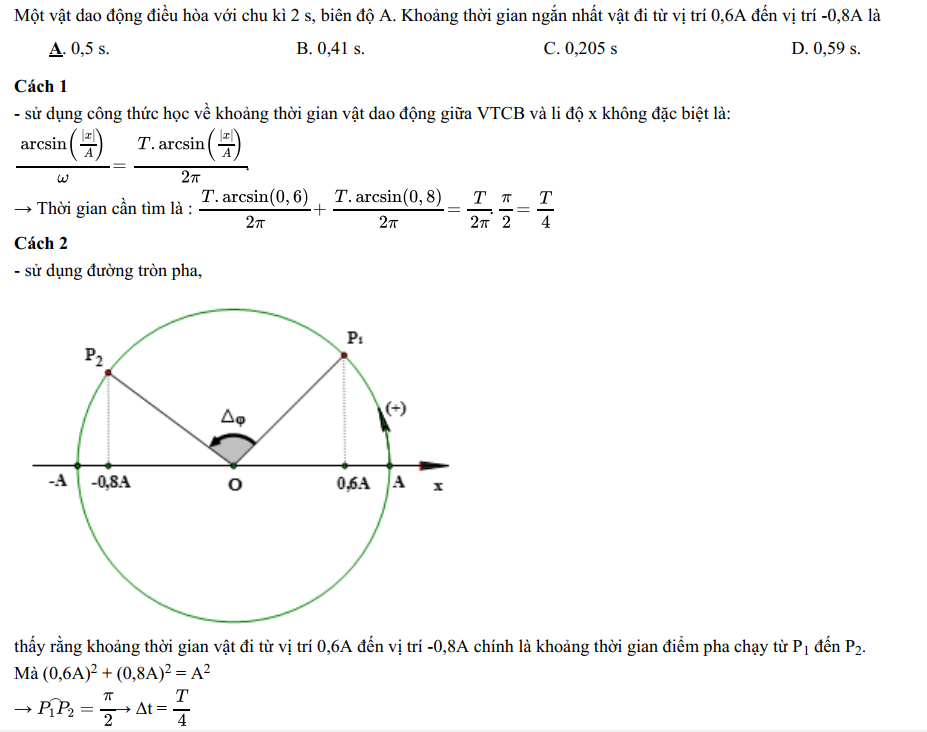 Một vật dao động điều hòa với chu kì 2 s, biên độ A. Khoảng thời gian ngắn nhất vật đi từ vị trí 0,6A đến vị trí -0,8A là
A. 0,5 s. B. 0,41 s. C. 0,205 s D. 0,59 s.
Cách 1
- sử dụng công thức học về khoảng thời gian vật dao động giữa VTCB và li độ x không đặc biệt là:
\frac{\arcsin\left(\frac{|x|}{A}\right)}{\omega} = \frac{T.\arcsin\left(\frac{|x|}{A}\right)}{2\pi}.
→ Thời gian cần tìm là : \frac{T.\arcsin(0,6)}{2\pi} + \frac{T.\arcsin(0,8)}{2\pi} = \frac{T}{2\pi}.\frac{\pi}{2} = \frac{T}{4}
Cách 2
- sử dụng đường tròn pha,
P₁
P₂
(+)
Δφ
-A -0,8A O 0,6A A x
thấy rằng khoảng thời gian vật đi từ vị trí 0,6A đến vị trí -0,8A chính là khoảng thời gian điểm pha chạy từ P₁ đến P₂.
Mà (0,6A)² + (0,8A)² = A²
→ \widehat{P_1P_2} = \frac{\pi}{2} → Δt = \frac{T}{4}